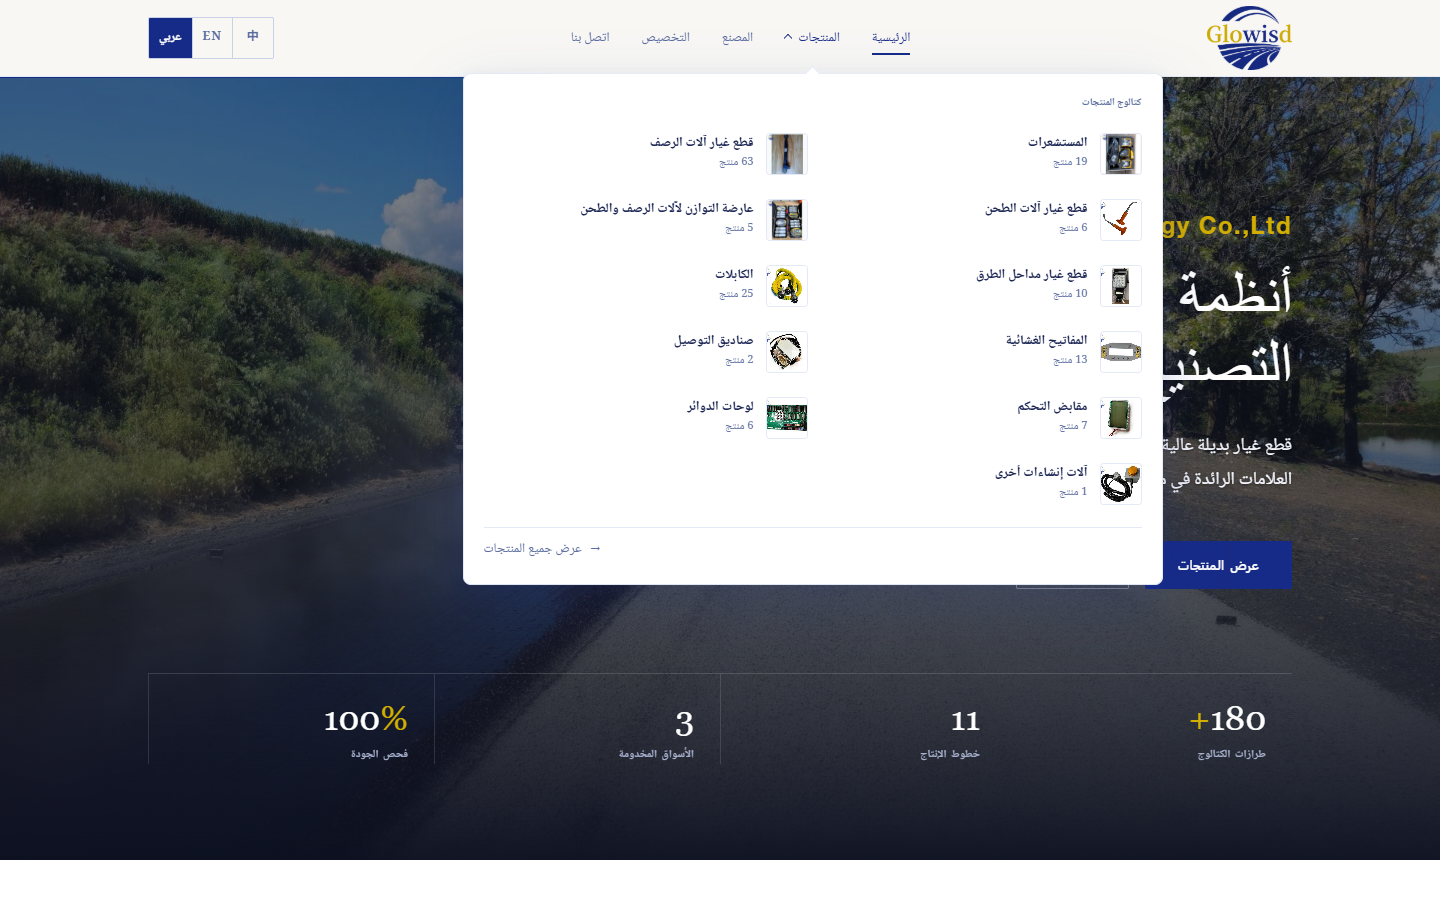 Glowisd
الرئيسية
المنتجات
المصنع
التخصيص
اتصل بنا
中
EN
عربي
كتالوج المنتجات
المستشعرات
19 منتج
قطع غيار آلات الرصف
63 منتج
قطع غيار آلات الطحن
6 منتج
عارضة التوازن لآلات الرصف والطحن
5 منتج
قطع غيار مداحل الطرق
10 منتج
الكابلات
25 منتج
المفاتيح الغشائية
13 منتج
صناديق التوصيل
2 منتج
مقابض التحكم
7 منتج
لوحات الدوائر
6 منتج
آلات إنشاءات أخرى
1 منتج
→ عرض جميع المنتجات
gy Co.,Ltd
أنظمة
قطع غيار بديلة عالية
العلامات الرائدة في
عرض المنتجات
+180
طرازات الكتالوج
11
خطوط الإنتاج
3
الأسواق المخدومة
100%
فحص الجودة